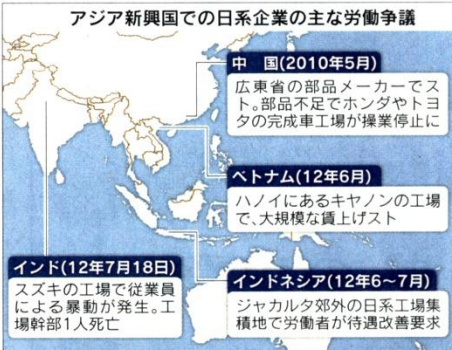 アジア新興国での日系企業の主な労働争議
中　国(2010年5月)
広東省の部品メーカーでス
ト。部品不足でホンダやトヨ
タの完成車工場が操業停止に
ベトナム(12年6月)
ハノイにあるキヤノンの工場
で、大規模な賃上げスト
インド(12年7月18日)
スズキの工場で従業員
による暴動が発生。工
場幹部1人死亡
インドネシア(12年6〜7月)
ジャカルタ郊外の日系工場集
積地で労働者が待遇改善要求